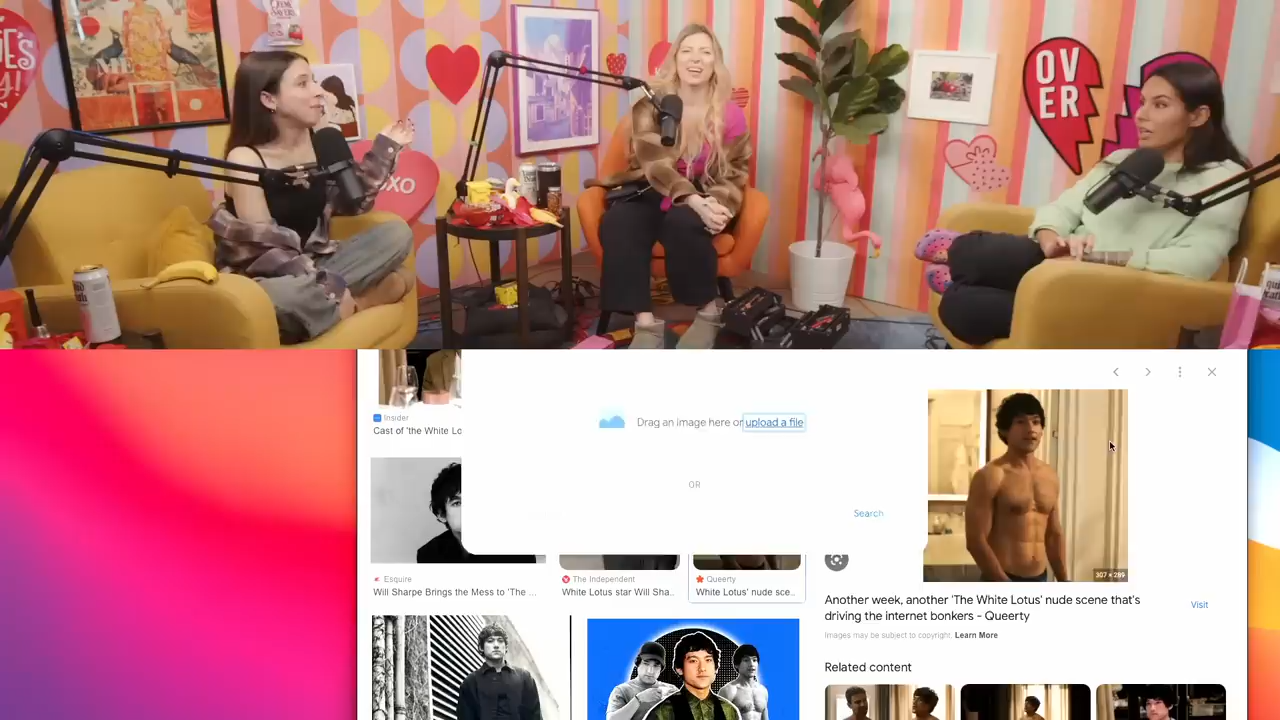 OV
ER
XO
Drag an image here or upload a file
OR
Search
Insider
Cast of 'the White Lo
Esquire
Will Sharpe Brings the Mess to 'The ...
The Independent
White Lotus star Will Sha..
Queerty
White Lotus' nude sce..
307 × 289
Another week, another 'The White Lotus' nude scene that's
driving the internet bonkers - Queerty
Visit
Images may be subject to copyright. Learn More
Related content